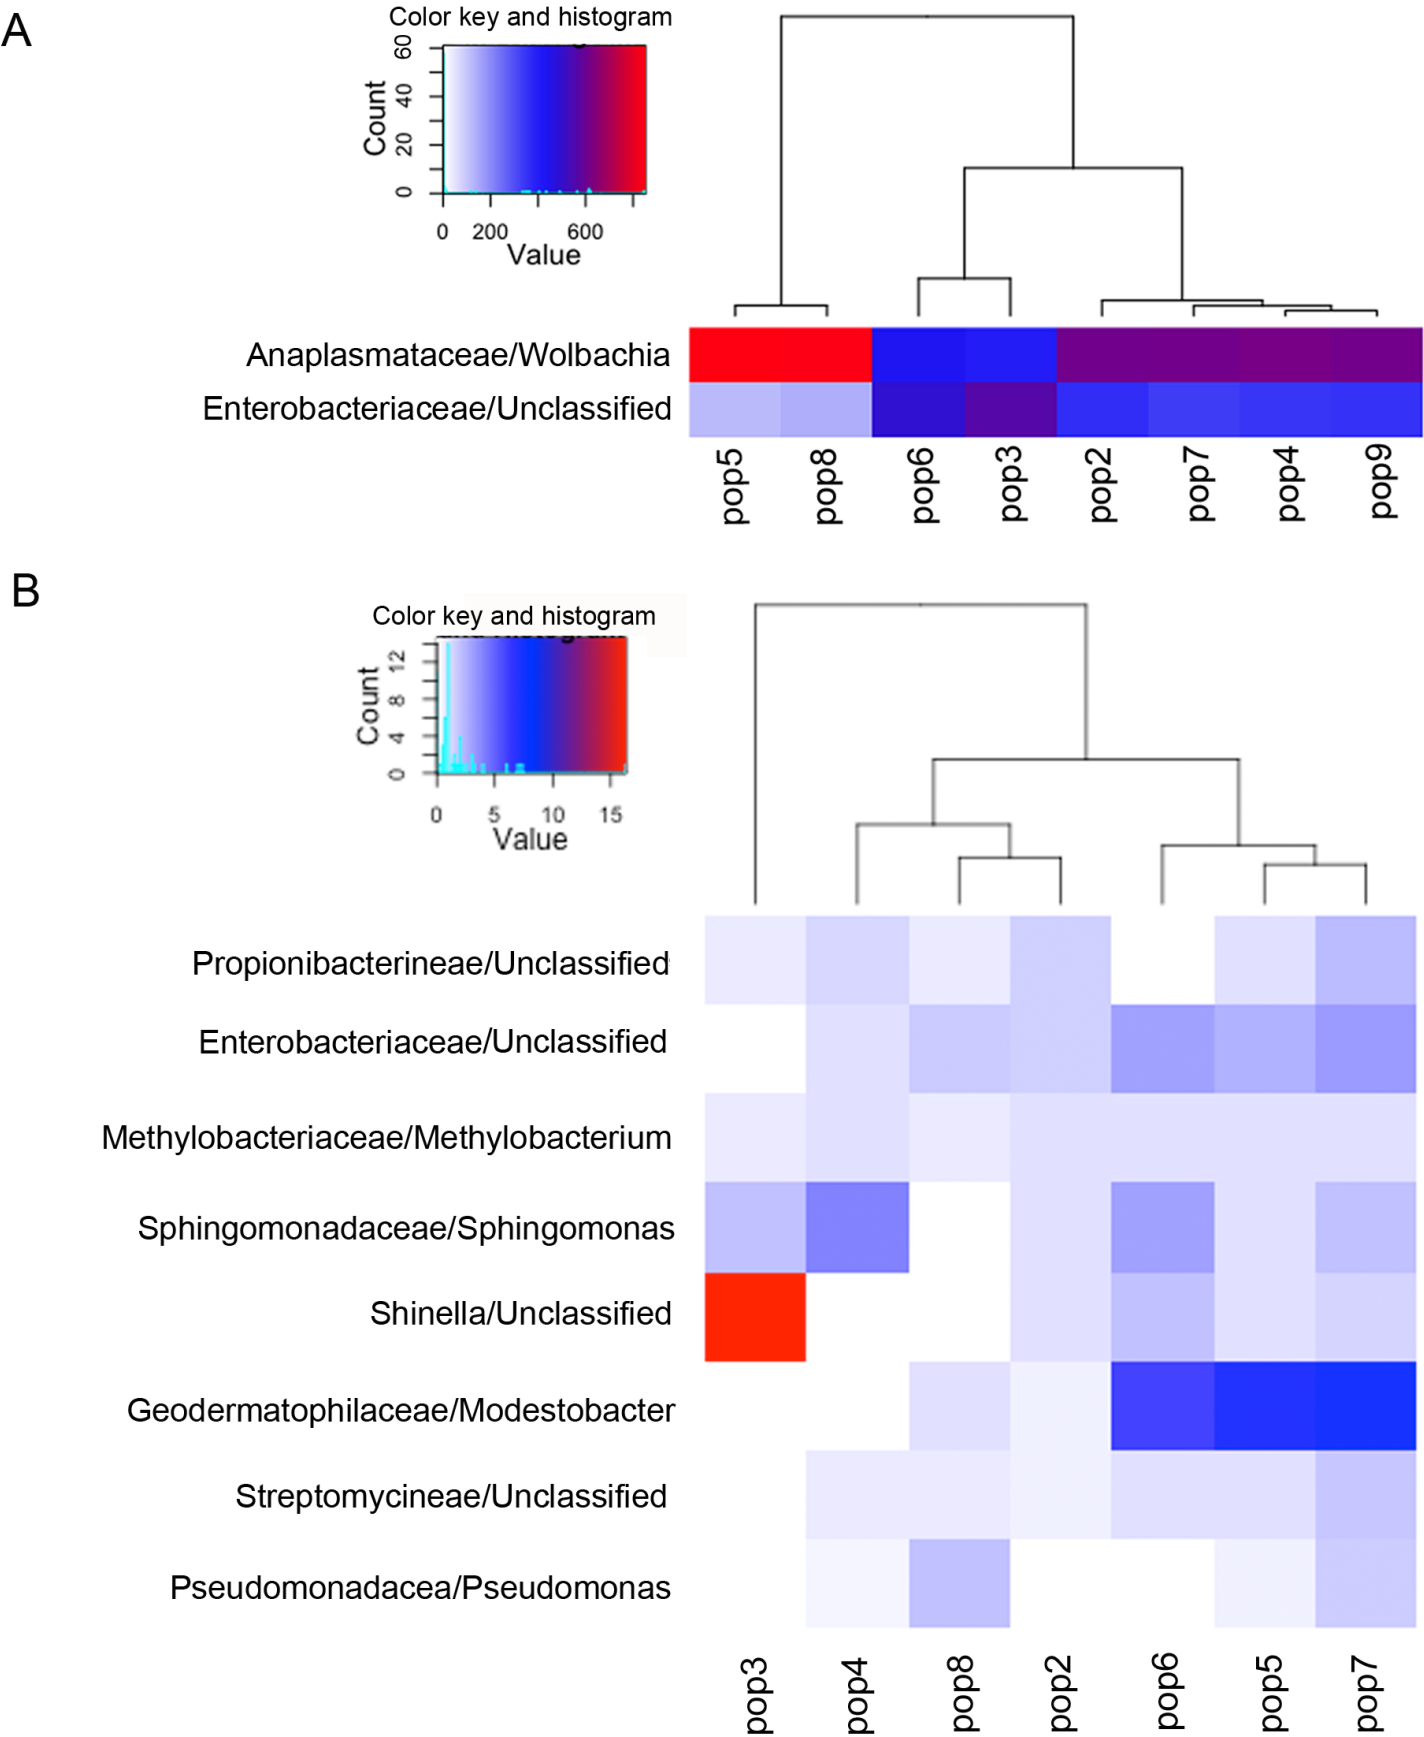 A
Color key and histogram
Count
60
40
20
0
0 200 600
Value
Anaplasmataceae/Wolbachia
Enterobacteriaceae/Unclassified
pop5 pop8 pop6 pop3 pop2 pop7 pop4 pop9
B
Color key and histogram
Count
12
8
4
0
0 5 10 15
Value
Propionibacterineae/Unclassified
Enterobacteriaceae/Unclassified
Methylobacteriaceae/Methylobacterium
Sphingomonadaceae/Sphingomonas
Shinella/Unclassified
Geodermatophilaceae/Modestobacter
Streptomycineae/Unclassified
Pseudomonadacea/Pseudomonas
pop3 pop4 pop8 pop2 pop6 pop5 pop7